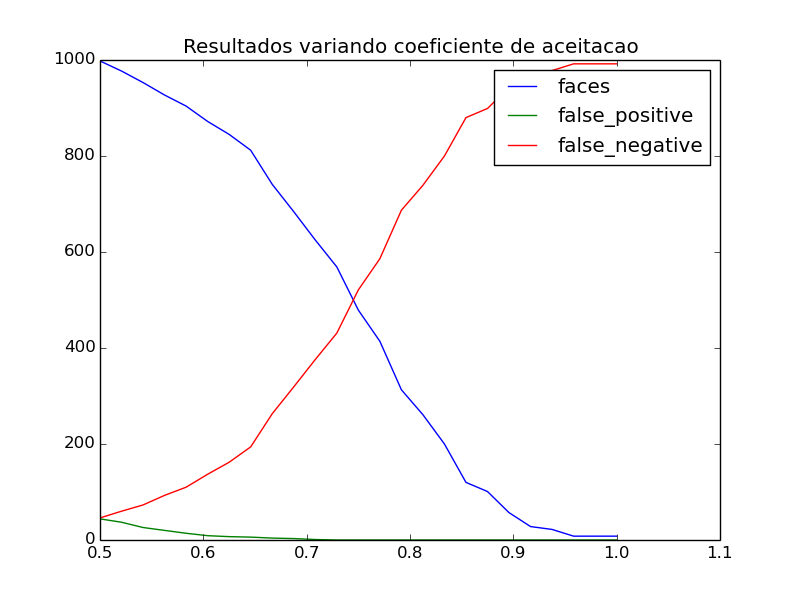 Resultados variando coeficiente de aceitacao
1000
800
600
400
200
0
faces
false_positive
false_negative
0.5 0.6 0.7 0.8 0.9 1.0 1.1